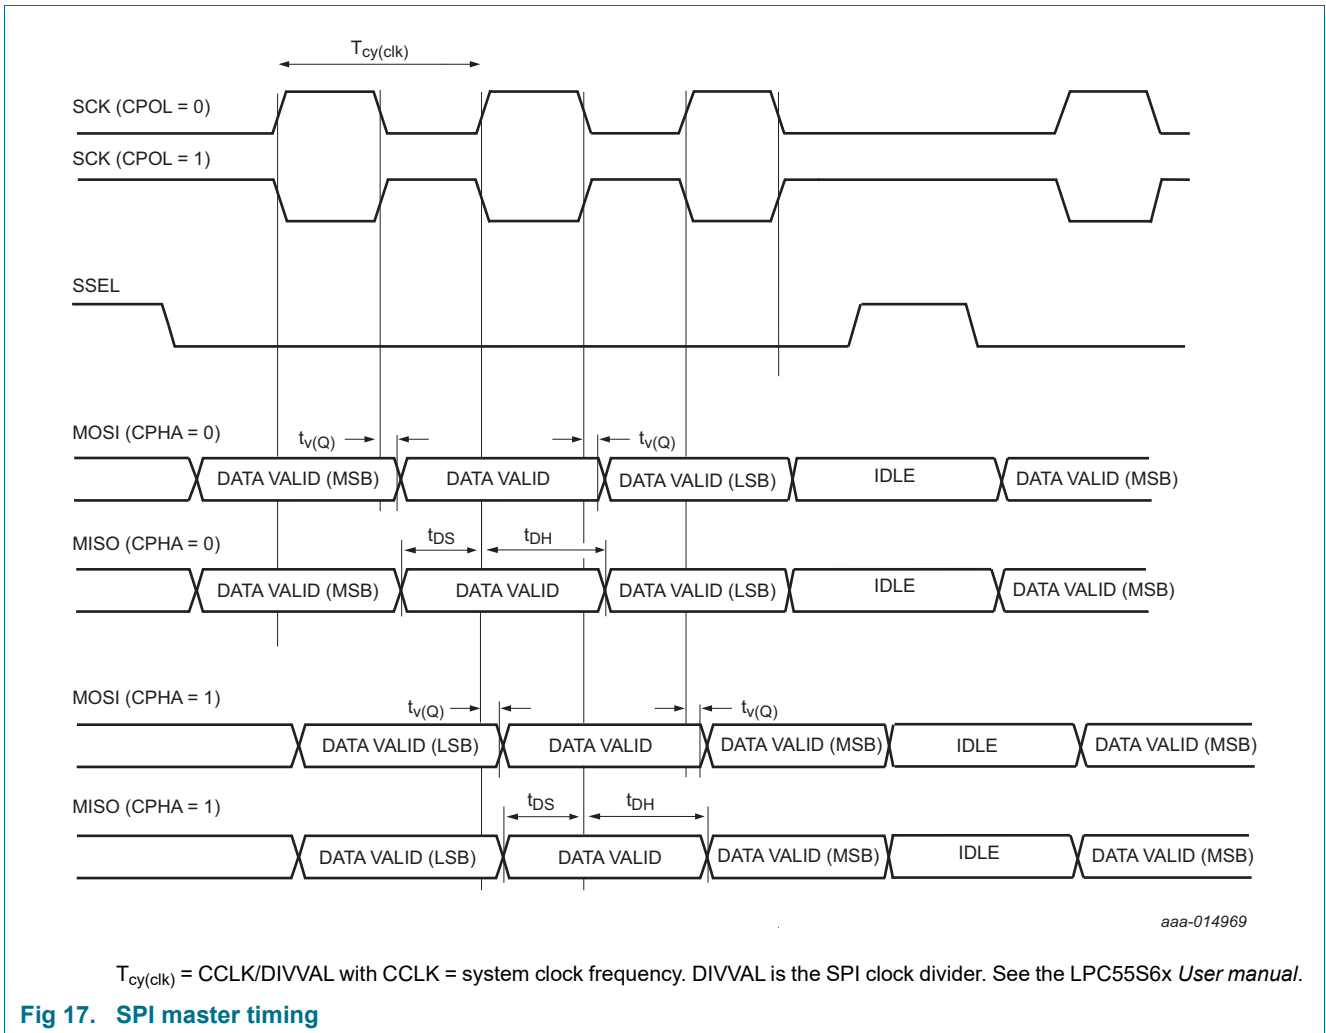 Tcy(clk)
SCK (CPOL = 0)
SCK (CPOL = 1)
SSEL
MOSI (CPHA = 0)
tv(Q)
tv(Q)
DATA VALID (MSB)
DATA VALID
DATA VALID (LSB)
IDLE
DATA VALID (MSB)
MISO (CPHA = 0)
tDS
tDH
DATA VALID (MSB)
DATA VALID
DATA VALID (LSB)
IDLE
DATA VALID (MSB)
MOSI (CPHA = 1)
tv(Q)
tv(Q)
DATA VALID (LSB)
DATA VALID
DATA VALID (MSB)
IDLE
DATA VALID (MSB)
MISO (CPHA = 1)
tDS
tDH
DATA VALID (LSB)
DATA VALID
DATA VALID (MSB)
IDLE
DATA VALID (MSB)
aaa-014969
Tcy(clk) = CCLK/DIVVAL with CCLK = system clock frequency. DIVVAL is the SPI clock divider. See the LPC55S6x User manual.
Fig 17. SPI master timing